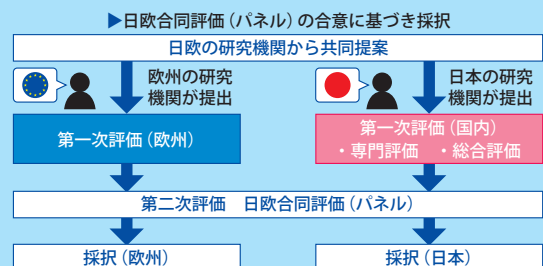 ▶日欧合同評価（パネル）の合意に基づき採択
日欧の研究機関から共同提案
欧州の研究
機関が提出
日本の研究
機関が提出
第一次評価（欧州）
第一次評価（国内）
・専門評価　・総合評価
第二次評価　日欧合同評価（パネル）
採択（欧州）
採択（日本）